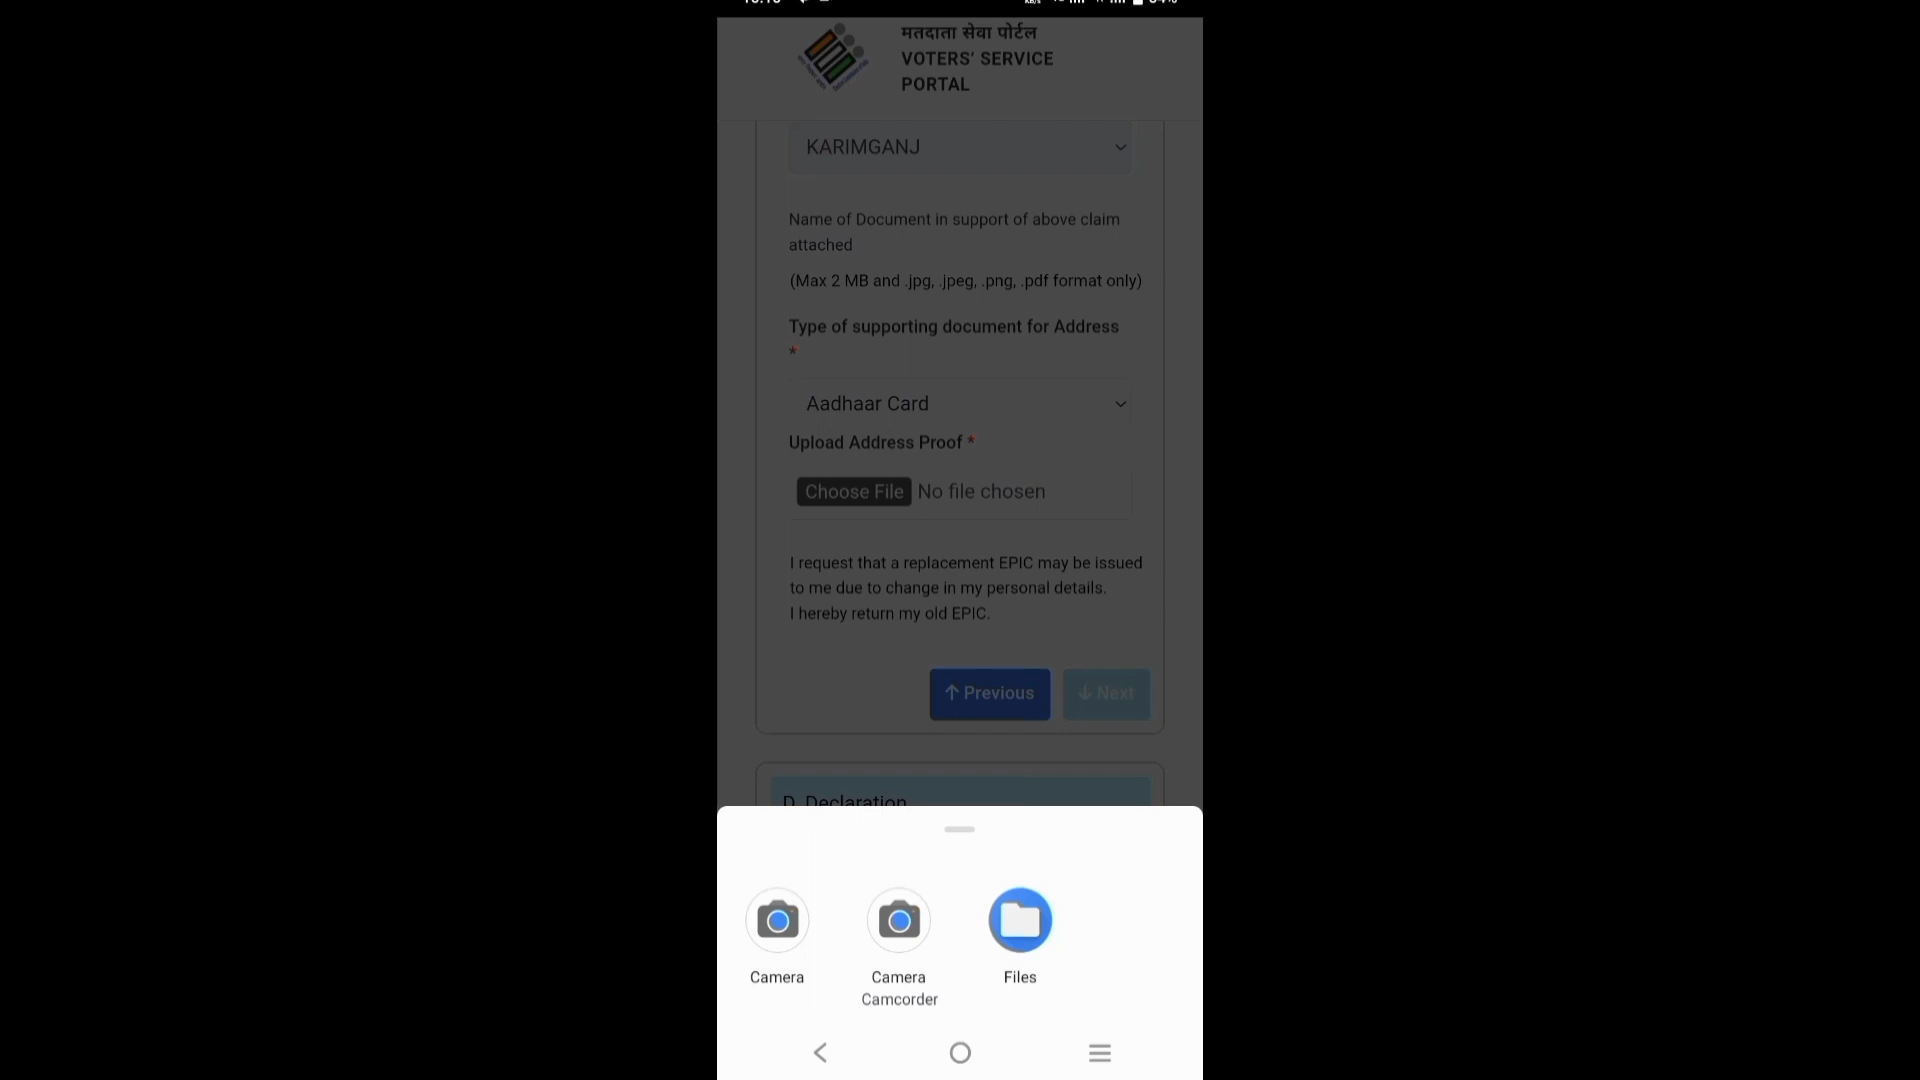 मतदाता सेवा पोर्टल
VOTERS' SERVICE
PORTAL
KARIMGANJ
Name of Document in support of above claim
attached
(Max 2 MB and .jpg, .jpeg, .png, .pdf format only)
Type of supporting document for Address
*
Aadhaar Card
Upload Address Proof *
Choose File No file chosen
I request that a replacement EPIC may be issued
to me due to change in my personal details.
I hereby return my old EPIC.
↑ Previous ↓ Next
D. Declaration
Camera Camera Files
Camcorder